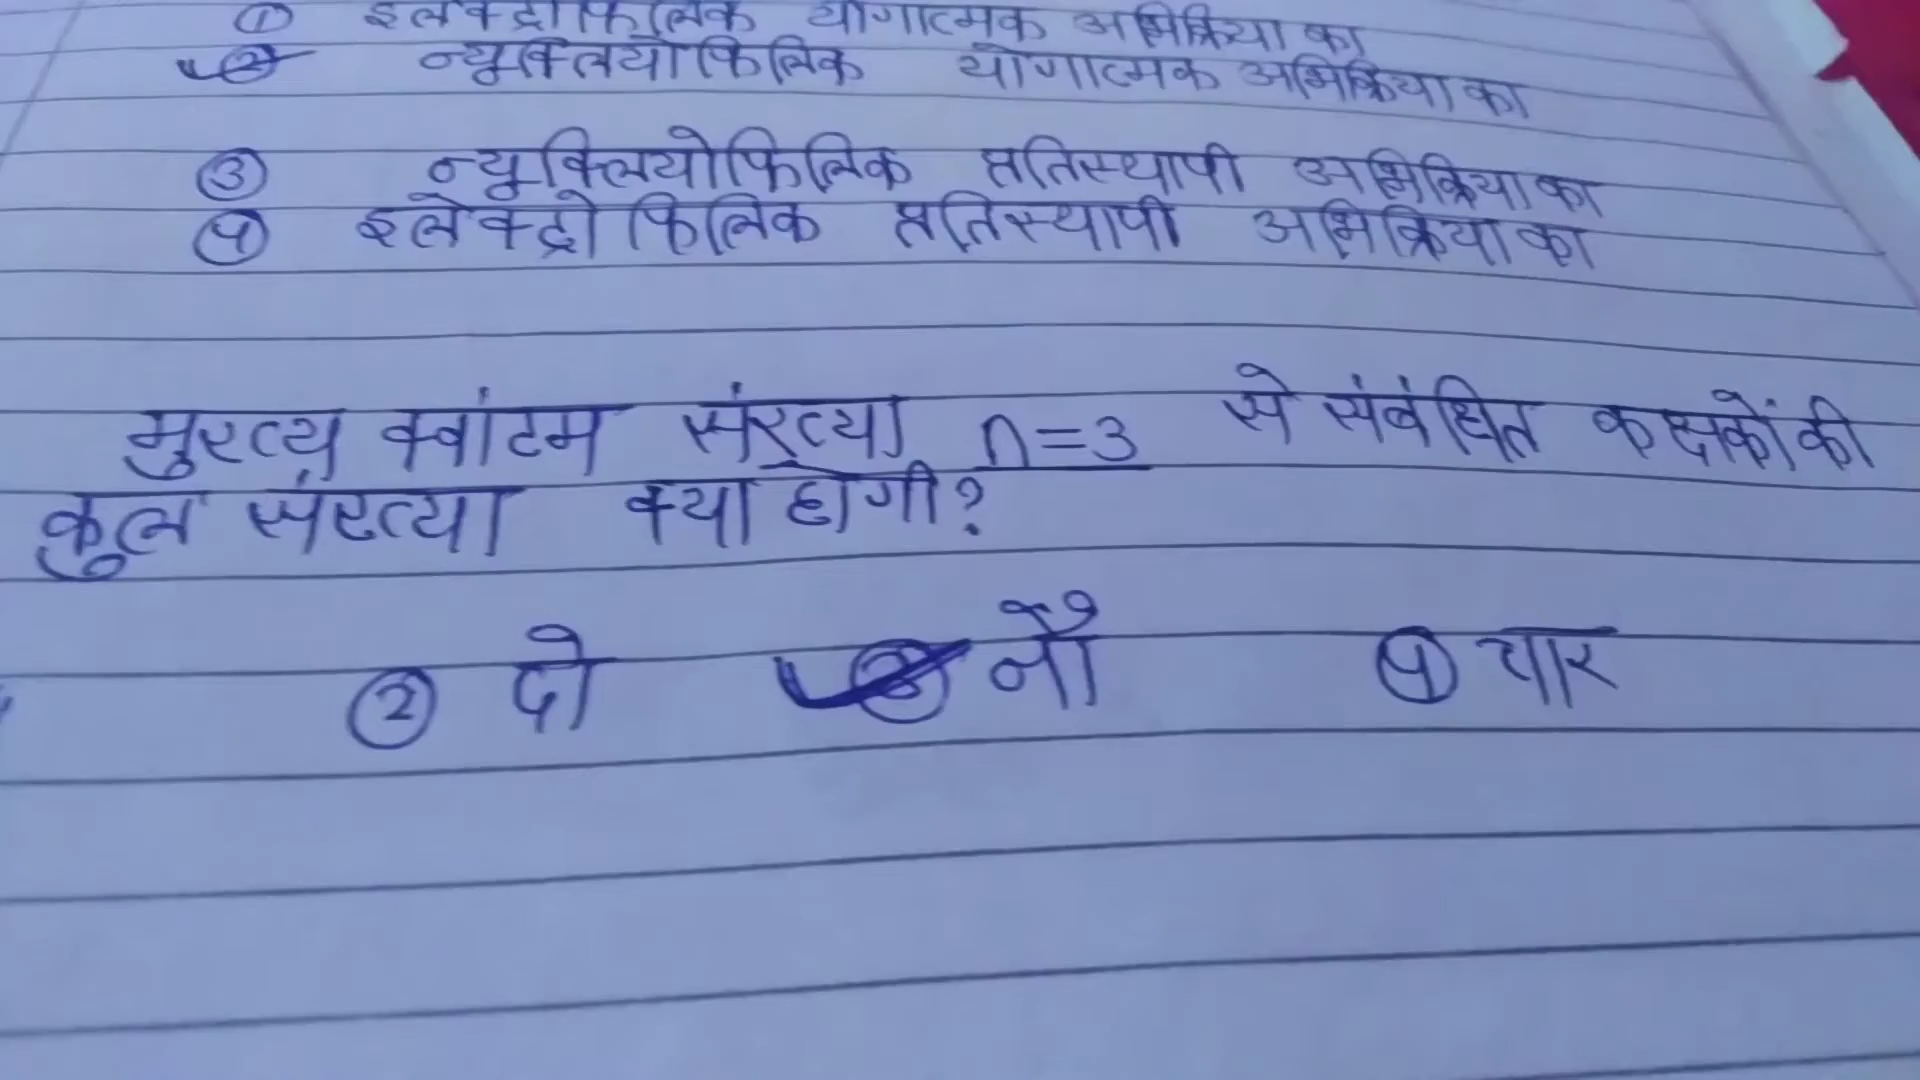 ① इलेक्ट्रोफिलिक योगात्मक अभिक्रिया का
② न्यूक्लियोफिलिक योगात्मक अभिक्रिया का
③ न्यूक्लियोफिलिक प्रतिस्थापी अभिक्रिया का
④ इलेक्ट्रोफिलिक प्रतिस्थापी अभिक्रिया का
मुख्य क्वांटम संख्या n=3 से संबंधित कक्षकों की
कुल संख्या क्या होगी?
② दो ③ नौ ④ चार